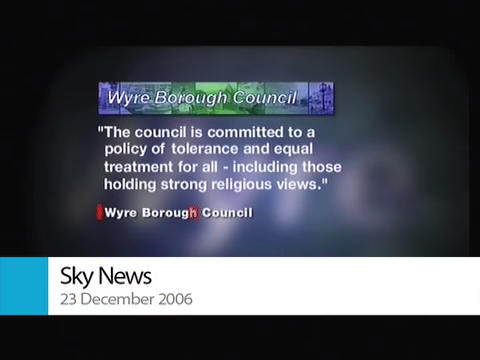 Wyre Borough Council
"The council is committed to a
policy of tolerance and equal
treatment for all - including those
holding strong religious views."
Wyre Borough Council
Sky News
23 December 2006